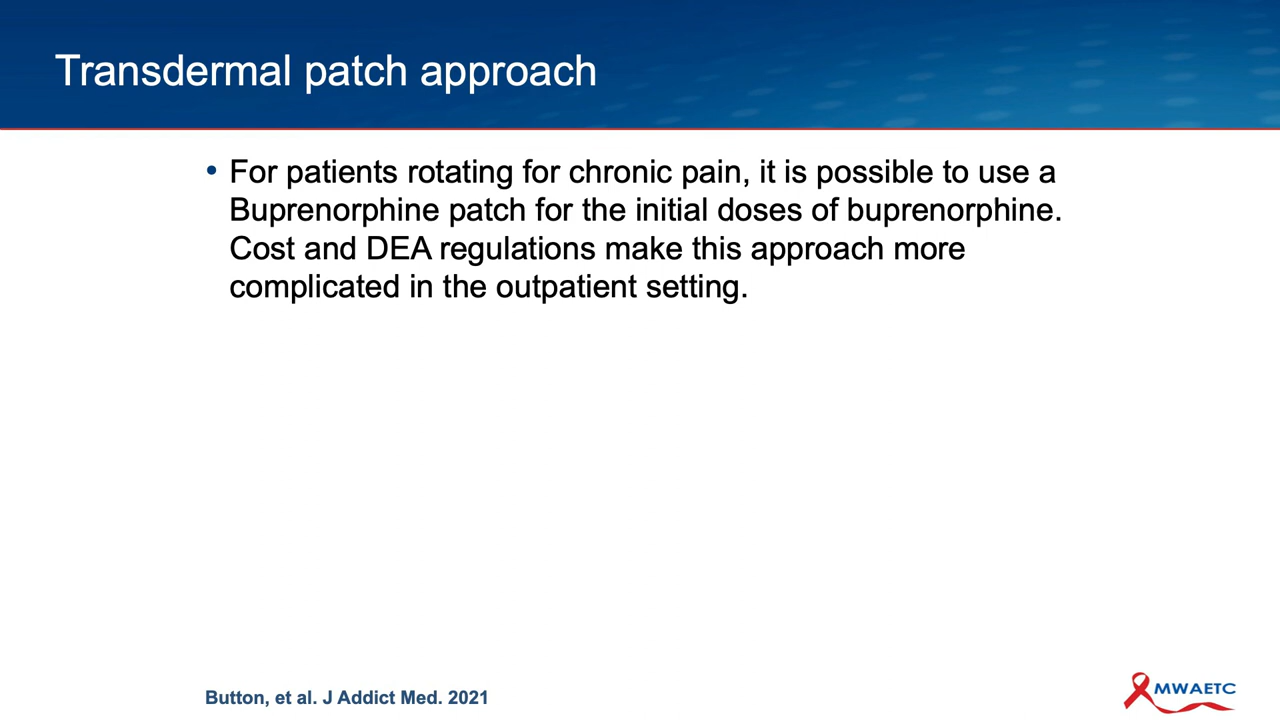 Transdermal patch approach
• For patients rotating for chronic pain, it is possible to use a
Buprenorphine patch for the initial doses of buprenorphine.
Cost and DEA regulations make this approach more
complicated in the outpatient setting.
Button, et al. J Addict Med. 2021
MWAETC